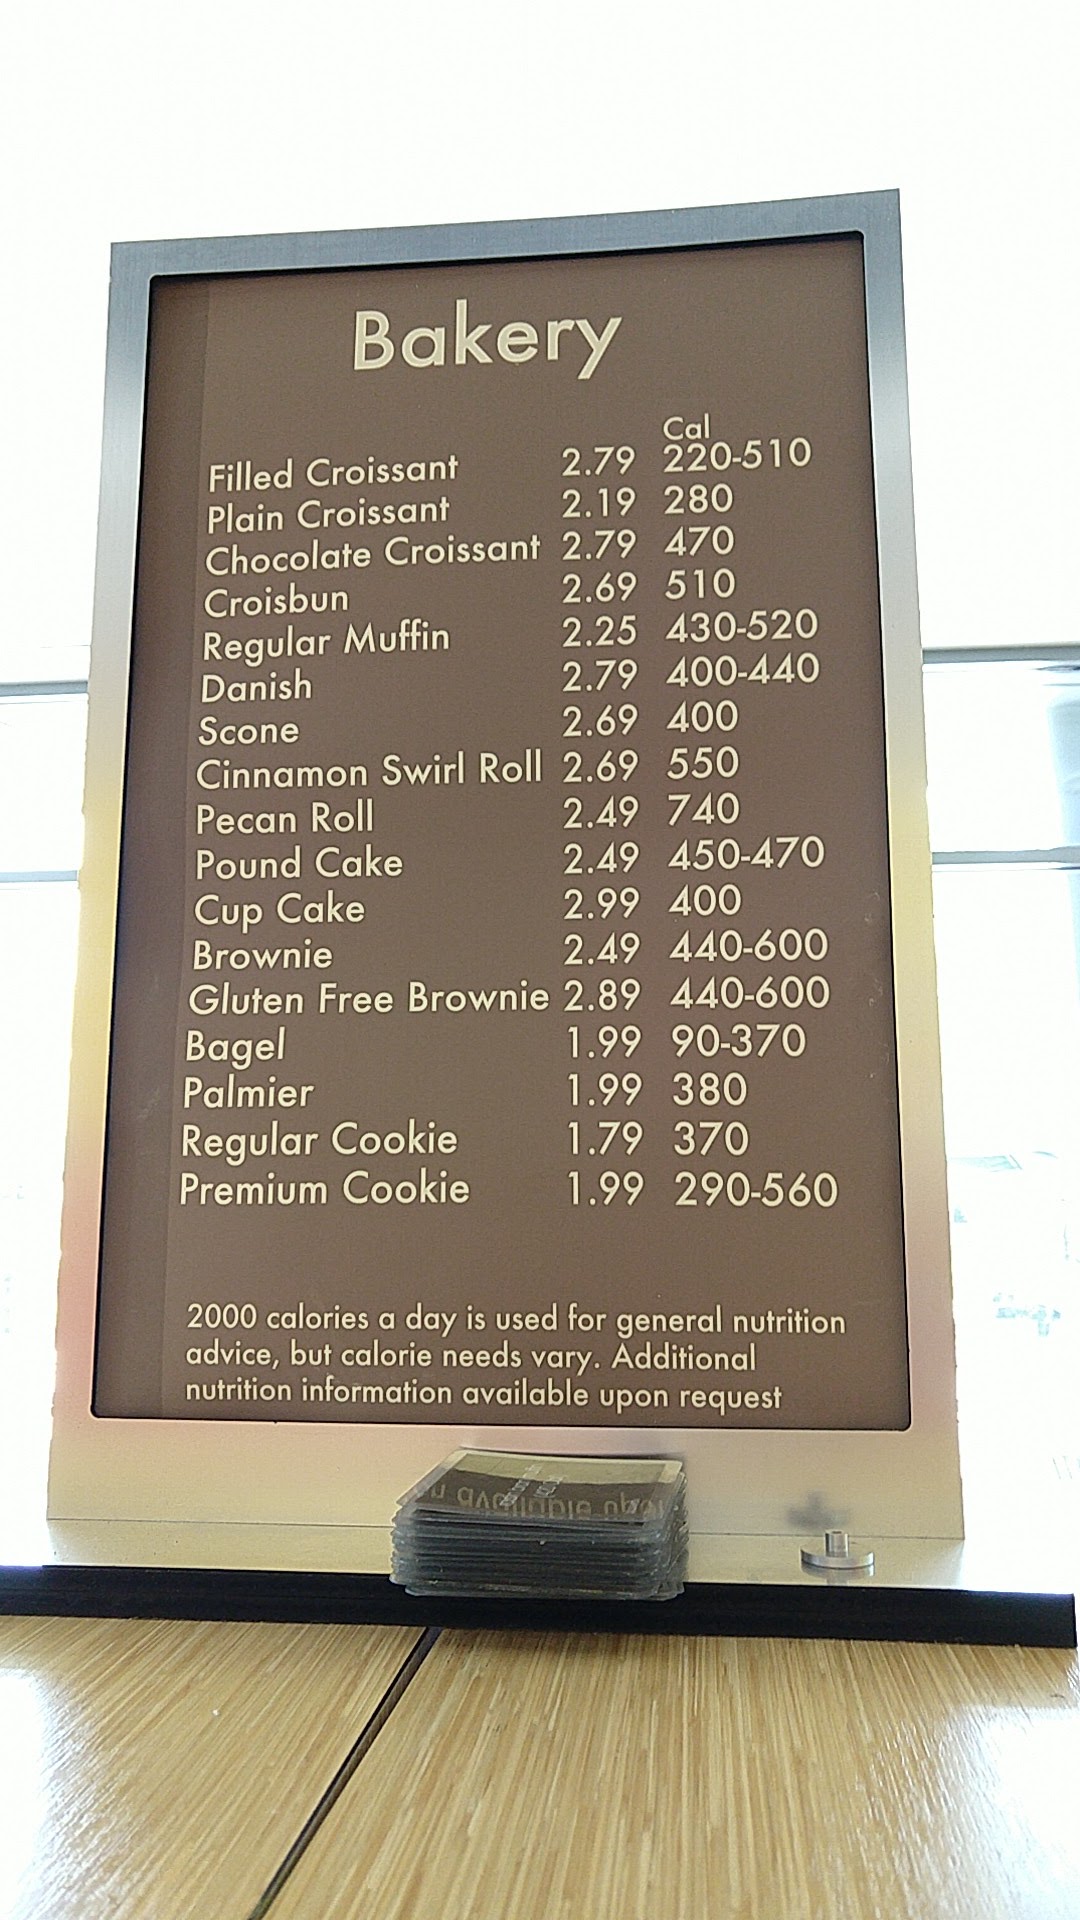 Bakery
Cal
Filled Croissant 2.79 220-510
Plain Croissant 2.19 280
Chocolate Croissant 2.79 470
Croisbun 2.69 510
Regular Muffin 2.25 430-520
Danish 2.79 400-440
Scone 2.69 400
Cinnamon Swirl Roll 2.69 550
Pecan Roll 2.49 740
Pound Cake 2.49 450-470
Cup Cake 2.99 400
Brownie 2.49 440-600
Gluten Free Brownie 2.89 440-600
Bagel 1.99 90-370
Palmier 1.99 380
Regular Cookie 1.79 370
Premium Cookie 1.99 290-560
2000 calories a day is used for general nutrition
advice, but calorie needs vary. Additional
nutrition information available upon request